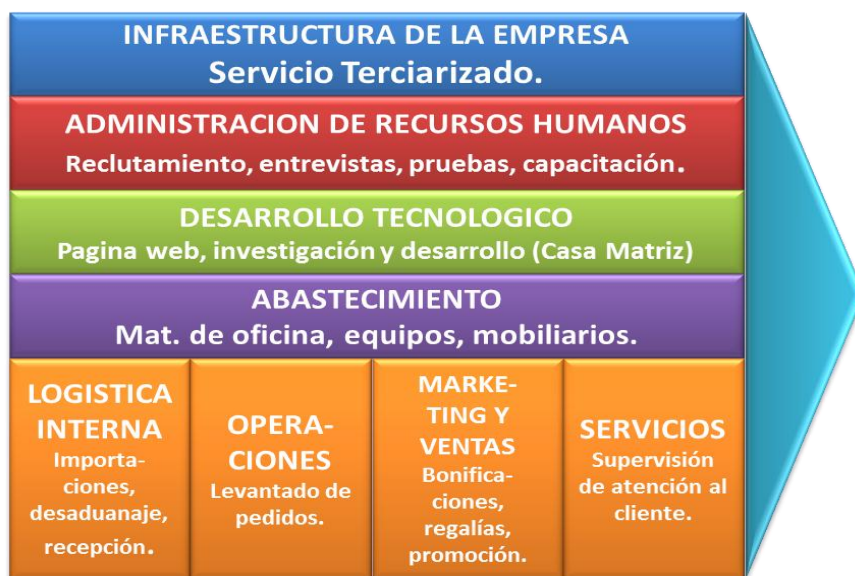 INFRAESTRUCTURA DE LA EMPRESA
Servicio Terciarizado.
ADMINISTRACION DE RECURSOS HUMANOS
Reclutamiento, entrevistas, pruebas, capacitación.
DESARROLLO TECNOLOGICO
Pagina web, investigación y desarrollo (Casa Matriz)
ABASTECIMIENTO
Mat. de oficina, equipos, mobiliarios.
LOGISTICA
INTERNA
Importa-
ciones,
desaduanaje,
recepción.
OPERA-
CIONES
Levantado de
pedidos.
MARKE-
TING Y
VENTAS
Bonifica-
ciones,
regalías,
promoción.
SERVICIOS
Supervisión
de atención al
cliente.